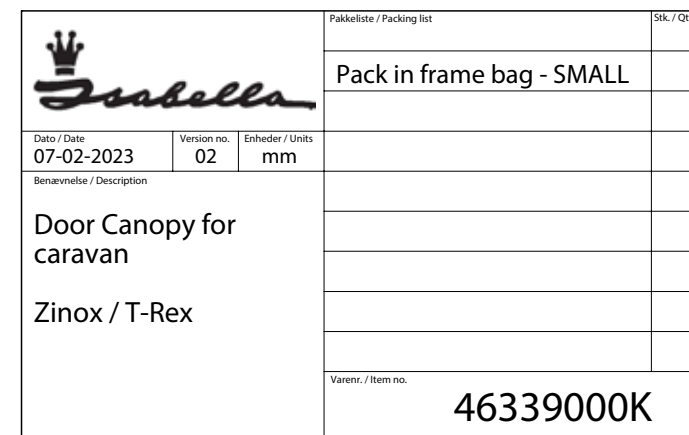 Isabella
Dato / Date
07-02-2023
Version no.
02
Enheder / Units
mm
Benævnelse / Description
Door Canopy for
caravan
Zinox / T-Rex
Pakkeliste / Packing list
Stk. / Qt
Pack in frame bag - SMALL
Varenr. / Item no.
46339000K